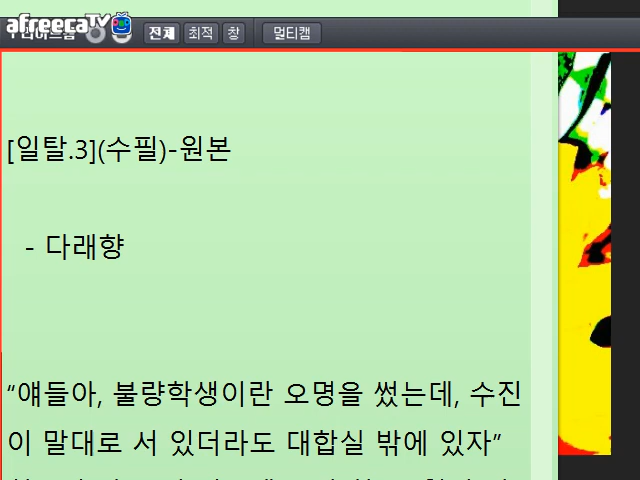 afreecaTV
전체 최적 창 멀티캠
[일탈.3](수필)-원본
- 다래향
“얘들아, 불량학생이란 오명을 썼는데, 수진
이 말대로 서 있더라도 대합실 밖에 있자”